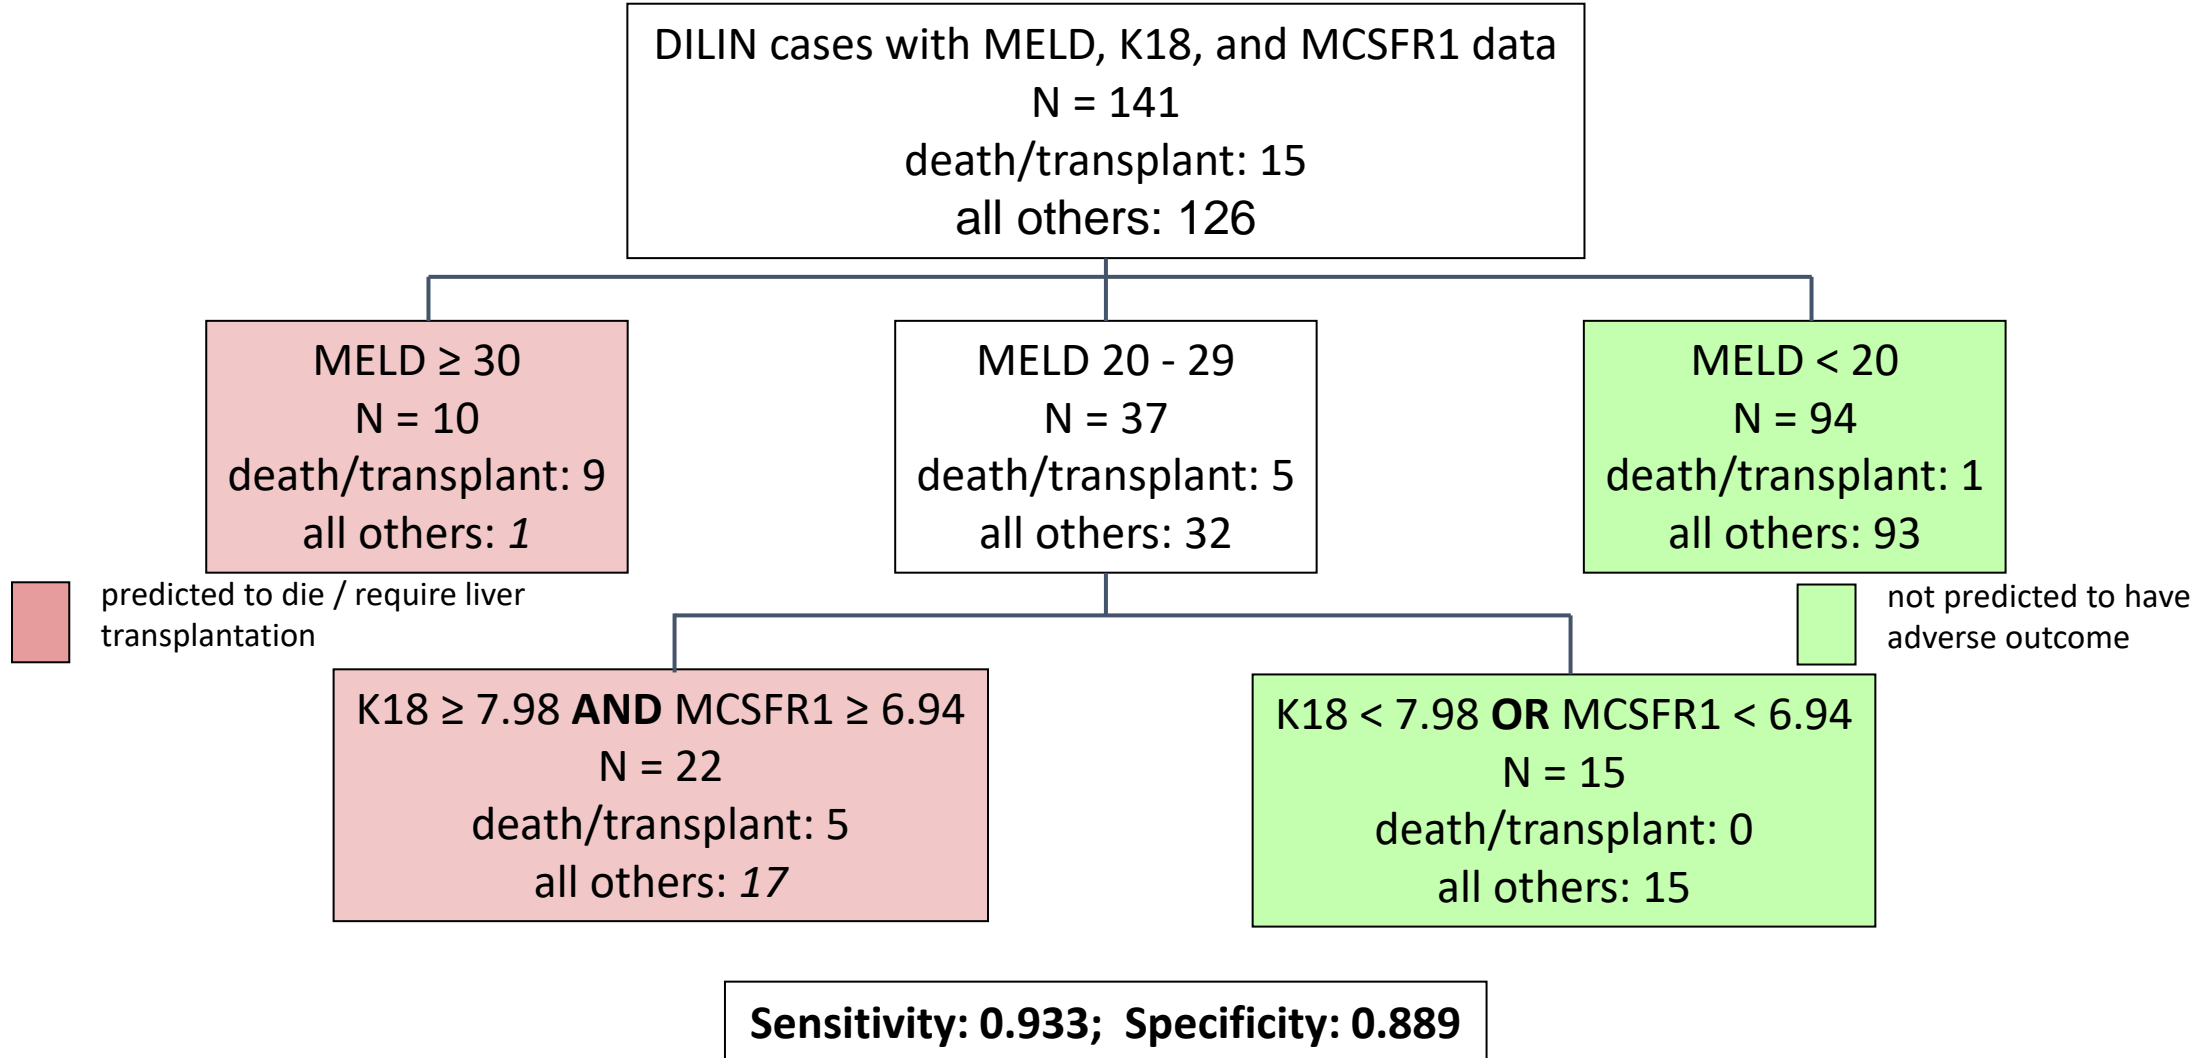 DILIN cases with MELD, K18, and MCSFR1 data
N = 141
death/transplant: 15
all others: 126
MELD ≥ 30
N = 10
death/transplant: 9
all others: 1
MELD 20 - 29
N = 37
death/transplant: 5
all others: 32
MELD < 20
N = 94
death/transplant: 1
all others: 93
predicted to die / require liver
transplantation
not predicted to have
adverse outcome
K18 ≥ 7.98 AND MCSFR1 ≥ 6.94
N = 22
death/transplant: 5
all others: 17
K18 < 7.98 OR MCSFR1 < 6.94
N = 15
death/transplant: 0
all others: 15
Sensitivity: 0.933; Specificity: 0.889